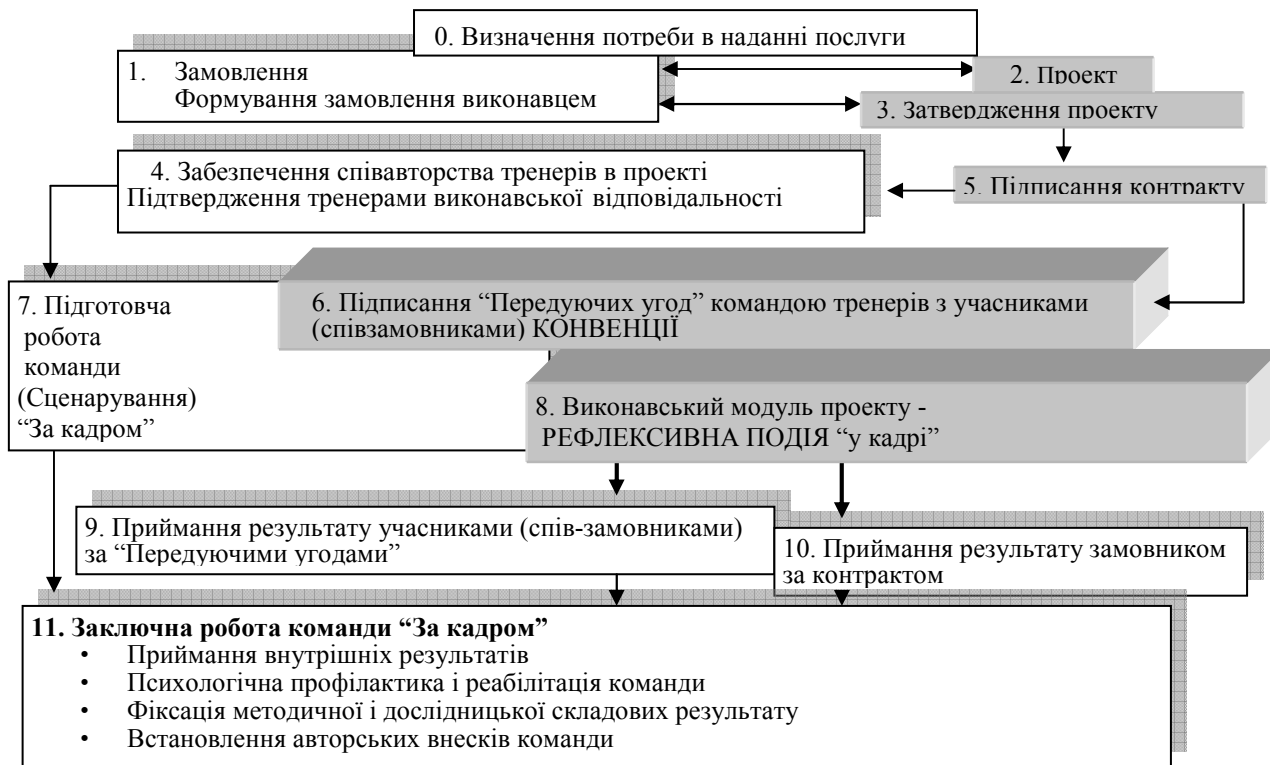 0. Визначення потреби в наданні послуги
1. Замовлення
Формування замовлення виконавцем
2. Проект
3. Затвердження проекту
4. Забезпечення співавторства тренерів в проекті
Підтвердження тренерами виконавської відповідальності
5. Підписання контракту
6. Підписання “Передуючих угод” командою тренерів з учасниками
(співзамовниками) КОНВЕНЦІЇ
7. Підготовча
робота
команди
(Сценарування)
“За кадром”
8. Виконавський модуль проекту -
РЕФЛЕКСИВНА ПОДІЯ “у кадрі”
9. Приймання результату учасниками (спів-замовниками)
за “Передуючими угодами”
10. Приймання результату замовником
за контрактом
11. Заключна робота команди “За кадром”
• Приймання внутрішніх результатів
• Психологічна профілактика і реабілітація команди
• Фіксація методичної і дослідницької складових результату
• Встановлення авторських внесків команди